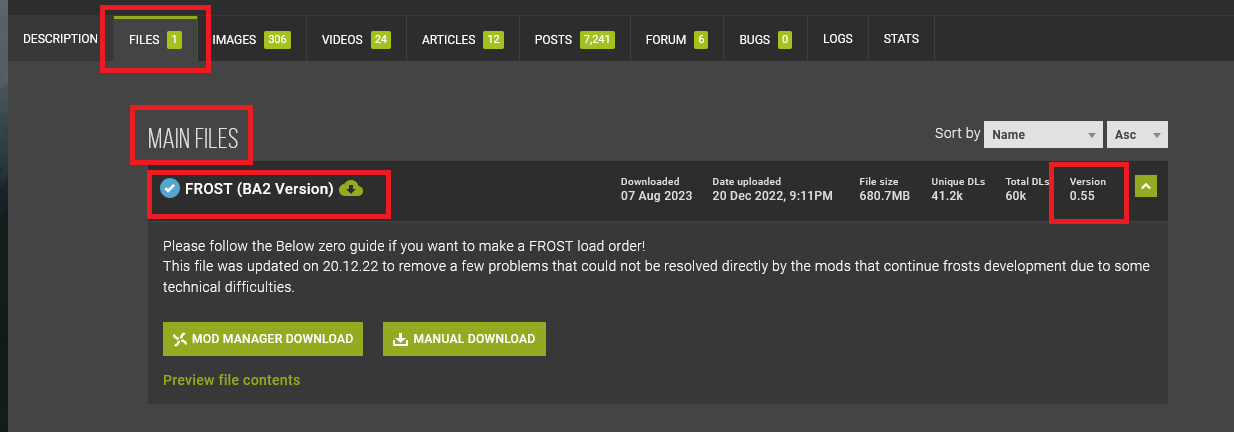 DESCRIPTION FILES 1 IMAGES 306 VIDEOS 24 ARTICLES 12 POSTS 7,241 FORUM 6 BUGS 0 LOGS STATS
MAIN FILES
Sort by Name Asc
FROST (BA2 Version)
Downloaded Date uploaded File size Unique DLs Total DLs Version
07 Aug 2023 20 Dec 2022, 9:11PM 680.7MB 41.2k 60k 0.55
Please follow the Below zero guide if you want to make a FROST load order!
This file was updated on 20.12.22 to remove a few problems that could not be resolved directly by the mods that continue frosts development due to some
technical difficulties.
MOD MANAGER DOWNLOAD MANUAL DOWNLOAD
Preview file contents